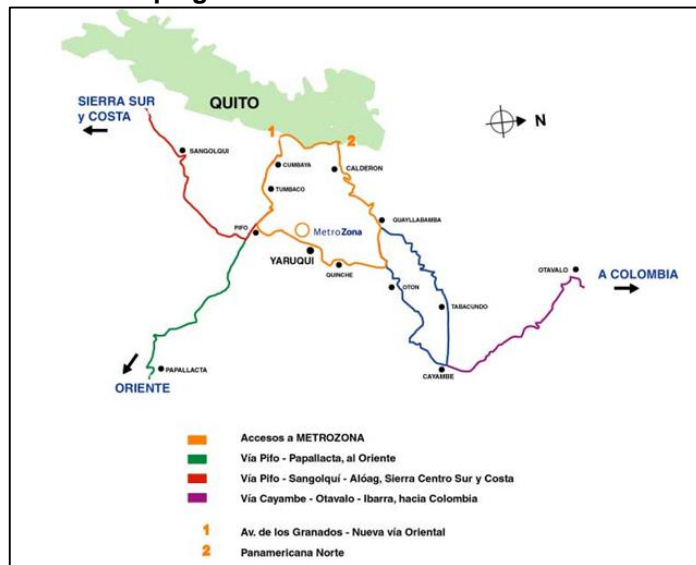 SIERRA SUR
y COSTA
QUITO
N
1
2
SANGOLQUI
CUMBAYA
CALDERON
TUMBACO
GUAYLLABAMBA
PIFO
MetroZona
YARUQUI
QUINCHE
OTON
OTAVALO
A COLOMBIA
TABACUNDO
PAPALLACTA
CAYAMBE
ORIENTE
Accesos a METROZONA
Vía Pifo - Papallacta, al Oriente
Vía Pifo - Sangolquí - Alóag, Sierra Centro Sur y Costa
Vía Cayambe - Otavalo - Ibarra, hacia Colombia
1 Av. de los Granados - Nueva vía Oriental
2 Panamericana Norte